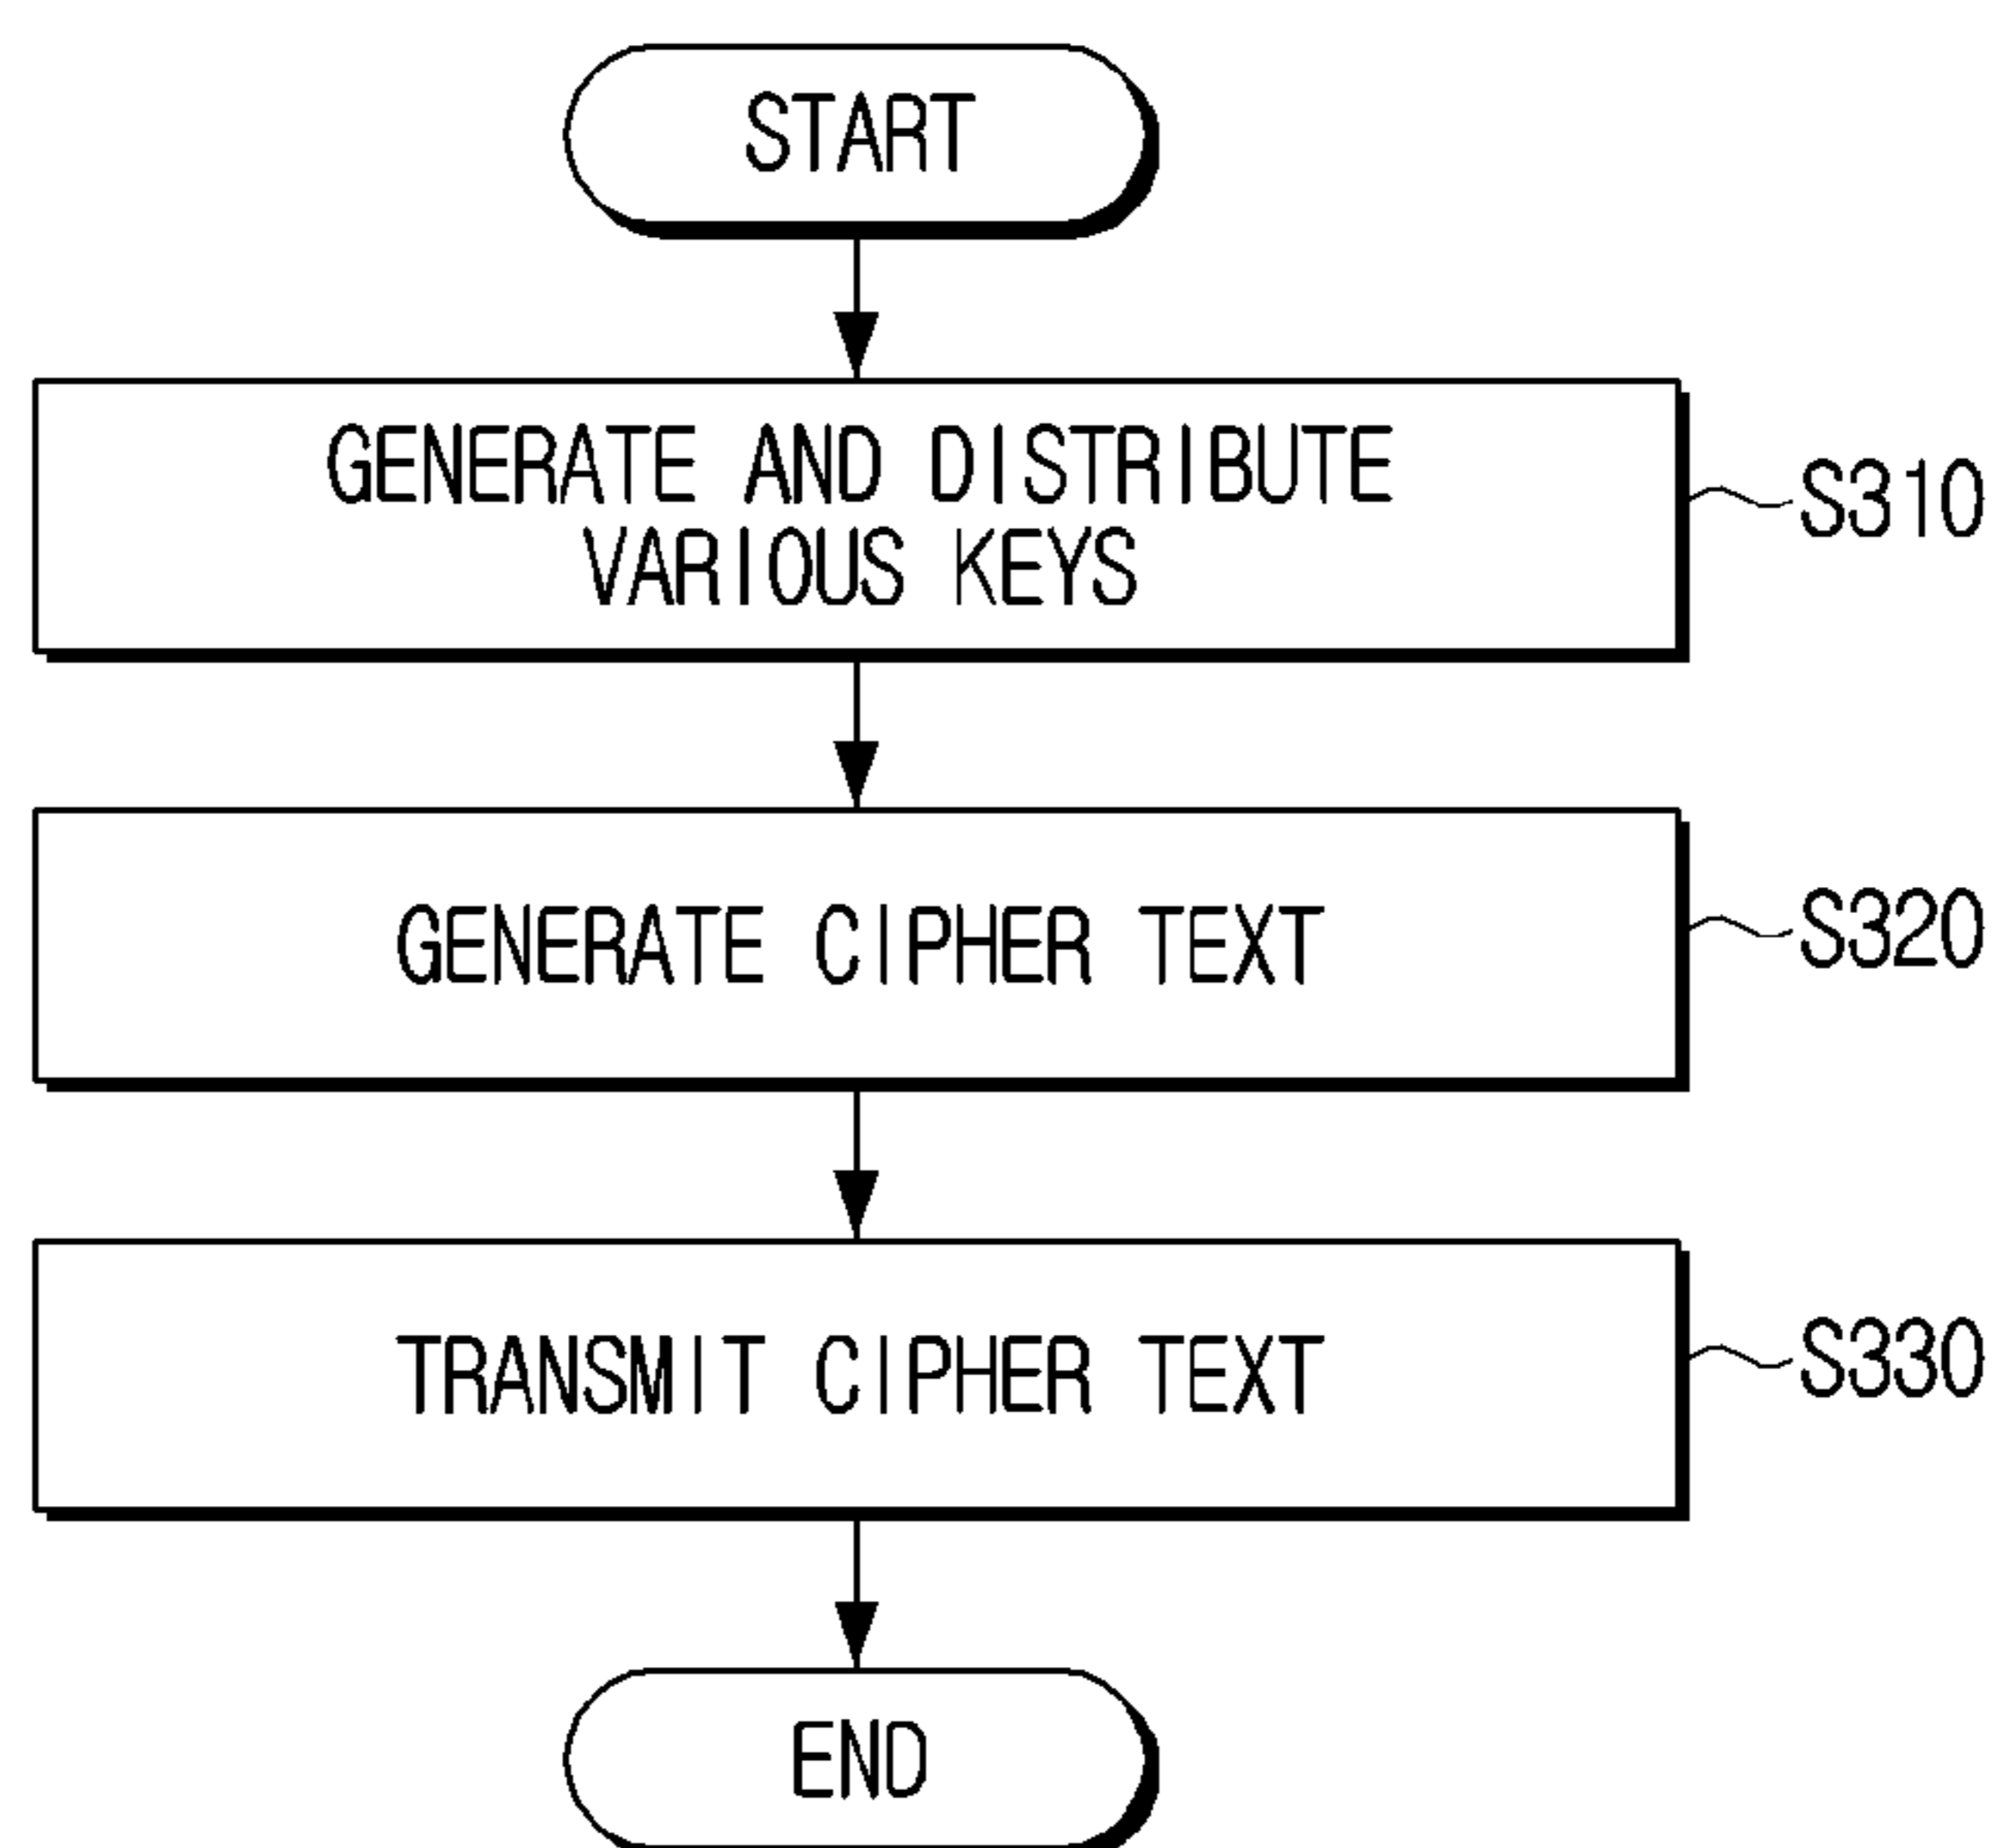 START
GENERATE AND DISTRIBUTE
VARIOUS KEYS
S310
GENERATE CIPHER TEXT
S320
TRANSMIT CIPHER TEXT
S330
END